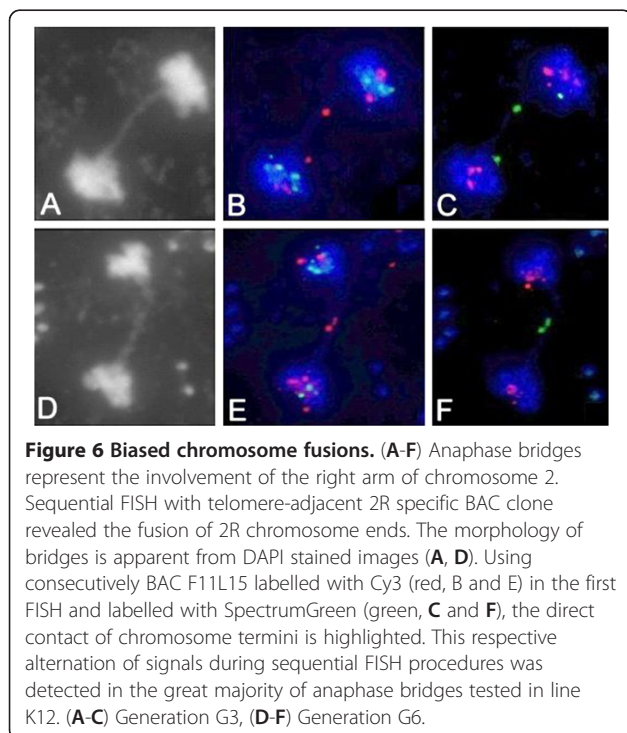 A
B
C
D
E
F
Figure 6 Biased chromosome fusions. (A-F) Anaphase bridges
represent the involvement of the right arm of chromosome 2.
Sequential FISH with telomere-adjacent 2R specific BAC clone
revealed the fusion of 2R chromosome ends. The morphology of
bridges is apparent from DAPI stained images (A, D). Using
consecutively BAC F11L15 labelled with Cy3 (red, B and E) in the first
FISH and labelled with SpectrumGreen (green, C and F), the direct
contact of chromosome termini is highlighted. This respective
alternation of signals during sequential FISH procedures was
detected in the great majority of anaphase bridges tested in line
K12. (A-C) Generation G3, (D-F) Generation G6.